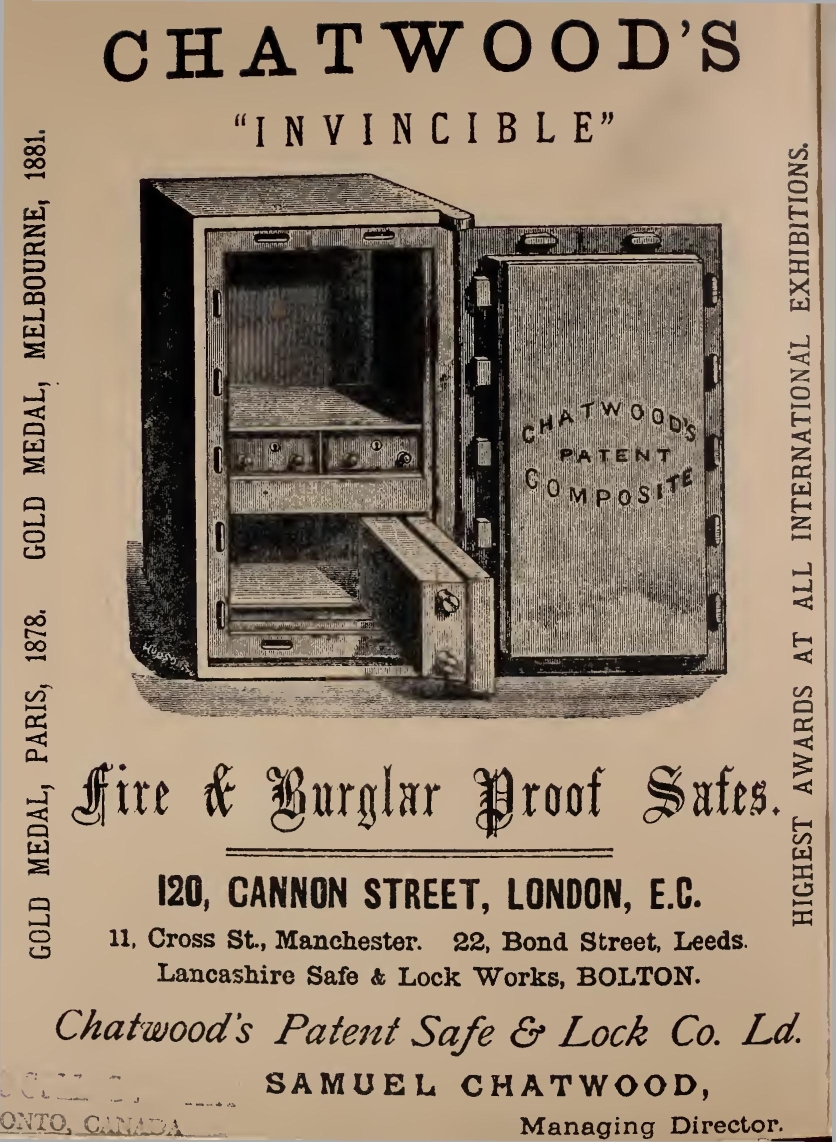 CHATWOOD'S
"INVINCIBLE"
GOLD MEDAL, PARIS, 1878. GOLD MEDAL, MELBOURNE, 1881.
HIGHEST AWARDS AT ALL INTERNATIONAL EXHIBITIONS.
CHATWOOD'S
PATENT
COMPOSITE
Fire & Burglar Proof Safes.
120, CANNON STREET, LONDON, E.C.
11, Cross St., Manchester. 22, Bond Street, Leeds.
Lancashire Safe & Lock Works, BOLTON.
Chatwood's Patent Safe & Lock Co. Ld.
SAMUEL CHATWOOD,
Managing Director.
ONTO, CANADA